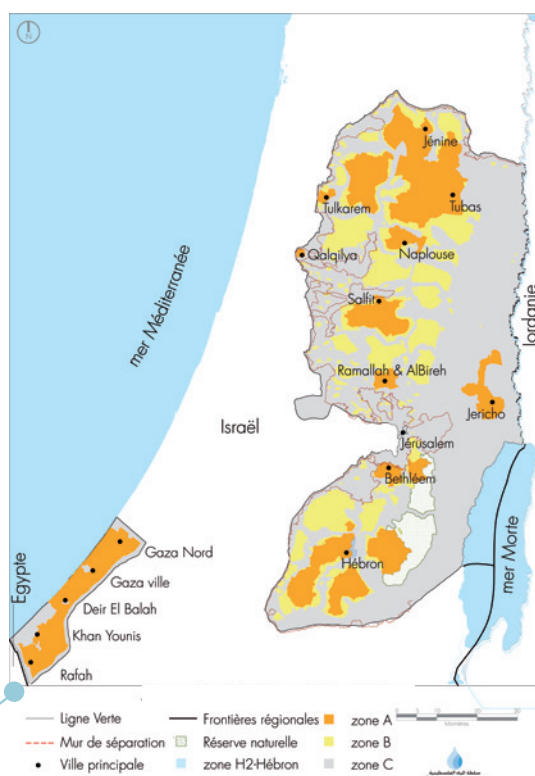 N
Jénine
Tulkarem
Tubas
Qalqilya
Naplouse
Salfit
mer Méditerranée
Jordanie
Ramallah & AlBireh
Jericho
Israël
Jérusalem
Bethléem
Hébron
mer Morte
Egypte
Gaza Nord
Gaza ville
Deir El Balah
Khan Younis
Rafah
Ligne Verte
Frontières régionales
zone A
Mur de séparation
Réserve naturelle
zone B
Ville principale
zone H2-Hébron
zone C